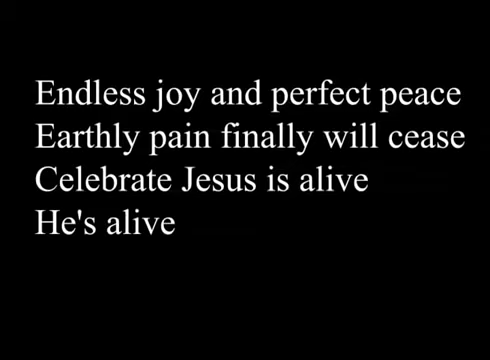 Endless joy and perfect peace
Earthly pain finally will cease
Celebrate Jesus is alive
He's alive